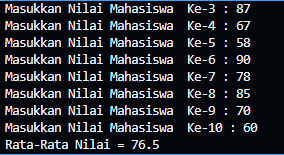 Masukkan Nilai Mahasiswa  Ke-3 : 87
Masukkan Nilai Mahasiswa  Ke-4 : 67
Masukkan Nilai Mahasiswa  Ke-5 : 58
Masukkan Nilai Mahasiswa  Ke-6 : 90
Masukkan Nilai Mahasiswa  Ke-7 : 78
Masukkan Nilai Mahasiswa  Ke-8 : 85
Masukkan Nilai Mahasiswa  Ke-9 : 70
Masukkan Nilai Mahasiswa  Ke-10 : 60
Rata-Rata Nilai = 76.5